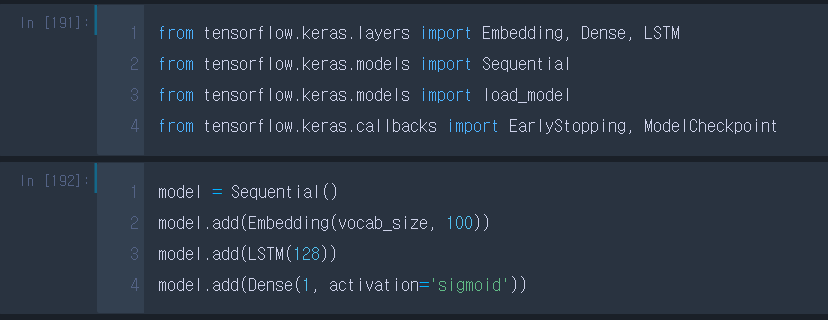 In [191]:
1 from tensorflow.keras.layers import Embedding, Dense, LSTM
2 from tensorflow.keras.models import Sequential
3 from tensorflow.keras.models import load_model
4 from tensorflow.keras.callbacks import EarlyStopping, ModelCheckpoint
In [192]:
1 model = Sequential()
2 model.add(Embedding(vocab_size, 100))
3 model.add(LSTM(128))
4 model.add(Dense(1, activation='sigmoid'))